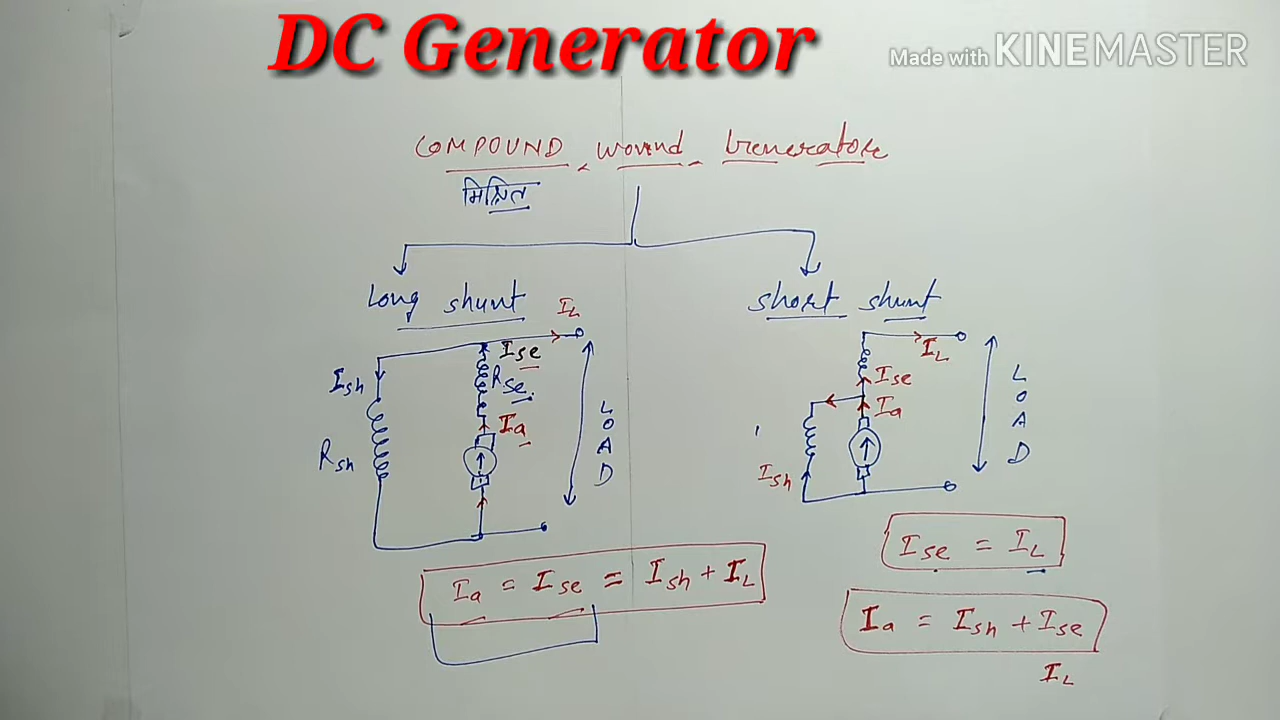 DC Generator
Made with KINEMASTER
COMPOUND wound Generator
मिश्रित
Long shunt
short shunt
IL
Ish
Ise
Rse
Ia
Rsh
LOAD
IL
Ise
Ia
Ish
LOAD
Ia = Ise = Ish + IL
Ise = IL
Ia = Ish + Ise
IL